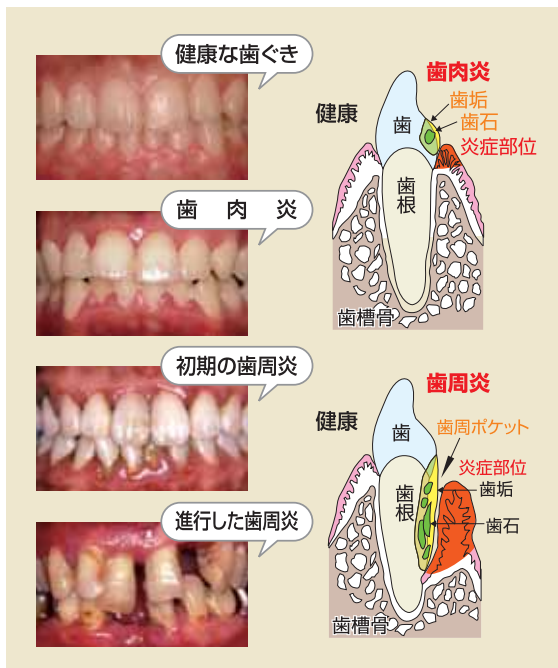 健康な歯ぐき
歯肉炎
初期の歯周炎
進行した歯周炎
歯肉炎
歯垢
歯石
炎症部位
健康
歯
歯根
歯槽骨
歯周炎
健康
歯周ポケット
炎症部位
歯垢
歯石
歯
歯根
歯槽骨